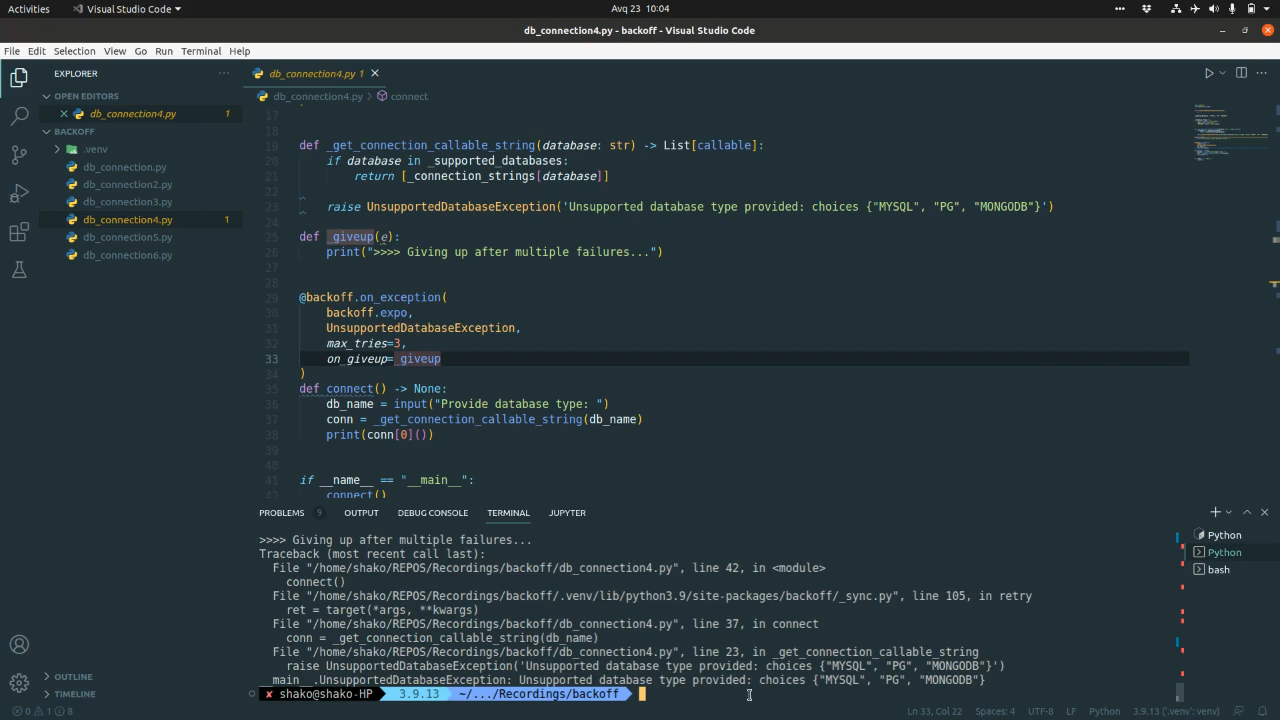 Activities
Visual Studio Code
Avq 23 10:04
db_connection4.py - backoff - Visual Studio Code
File Edit Selection View Go Run Terminal Help
EXPLORER
OPEN EDITORS
db_connection4.py 1
BACKOFF
.venv
db_connection.py
db_connection2.py
db_connection3.py
db_connection4.py 1
db_connection5.py
db_connection6.py
OUTLINE
TIMELINE
db_connection4.py 1
db_connection4.py > connect
17
18
19 def _get_connection_callable_string(database: str) -> List[callable]:
20 if database in _supported_databases:
21 return [_connection_strings[database]]
22
23 raise UnsupportedDatabaseException('Unsupported database type provided: choices {"MYSQL", "PG", "MONGODB"}')
24
25 def _giveup(e):
26 print(">>>> Giving up after multiple failures...")
27
28
29 @backoff.on_exception(
30 backoff.expo,
31 UnsupportedDatabaseException,
32 max_tries=3,
33 on_giveup=_giveup
34 )
35 def connect() -> None:
36 db_name = input("Provide database type: ")
37 conn = _get_connection_callable_string(db_name)
38 print(conn[0]())
39
40
41 if __name__ == "__main__":
42 connect()
PROBLEMS 9 OUTPUT DEBUG CONSOLE TERMINAL JUPYTER
>>>> Giving up after multiple failures...
Traceback (most recent call last):
File "/home/shako/REPOS/Recordings/backoff/db_connection4.py", line 42, in <module>
connect()
File "/home/shako/REPOS/Recordings/backoff/.venv/lib/python3.9/site-packages/backoff/_sync.py", line 105, in retry
ret = target(*args, **kwargs)
File "/home/shako/REPOS/Recordings/backoff/db_connection4.py", line 37, in connect
conn = _get_connection_callable_string(db_name)
File "/home/shako/REPOS/Recordings/backoff/db_connection4.py", line 23, in _get_connection_callable_string
raise UnsupportedDatabaseException('Unsupported database type provided: choices {"MYSQL", "PG", "MONGODB"}')
__main__.UnsupportedDatabaseException: Unsupported database type provided: choices {"MYSQL", "PG", "MONGODB"}
✘ shako@shako-HP 3.9.13 ~/.../Recordings/backoff
Python
Python
bash
0 1 8
Ln 33, Col 22 Spaces: 4 UTF-8 LF Python 3.9.13 ('.venv': venv)